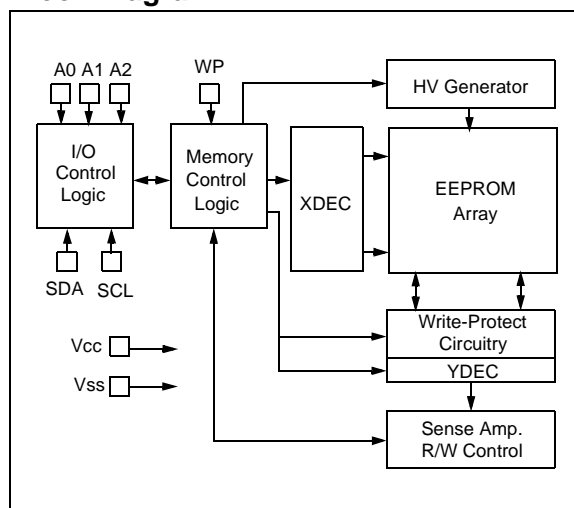 A0 A1 A2
WP
HV Generator
I/O
Control
Logic
Memory
Control
Logic
XDEC
EEPROM
Array
SDA
SCL
Write-Protect
Circuitry
YDEC
Vcc
Vss
Sense Amp.
R/W Control